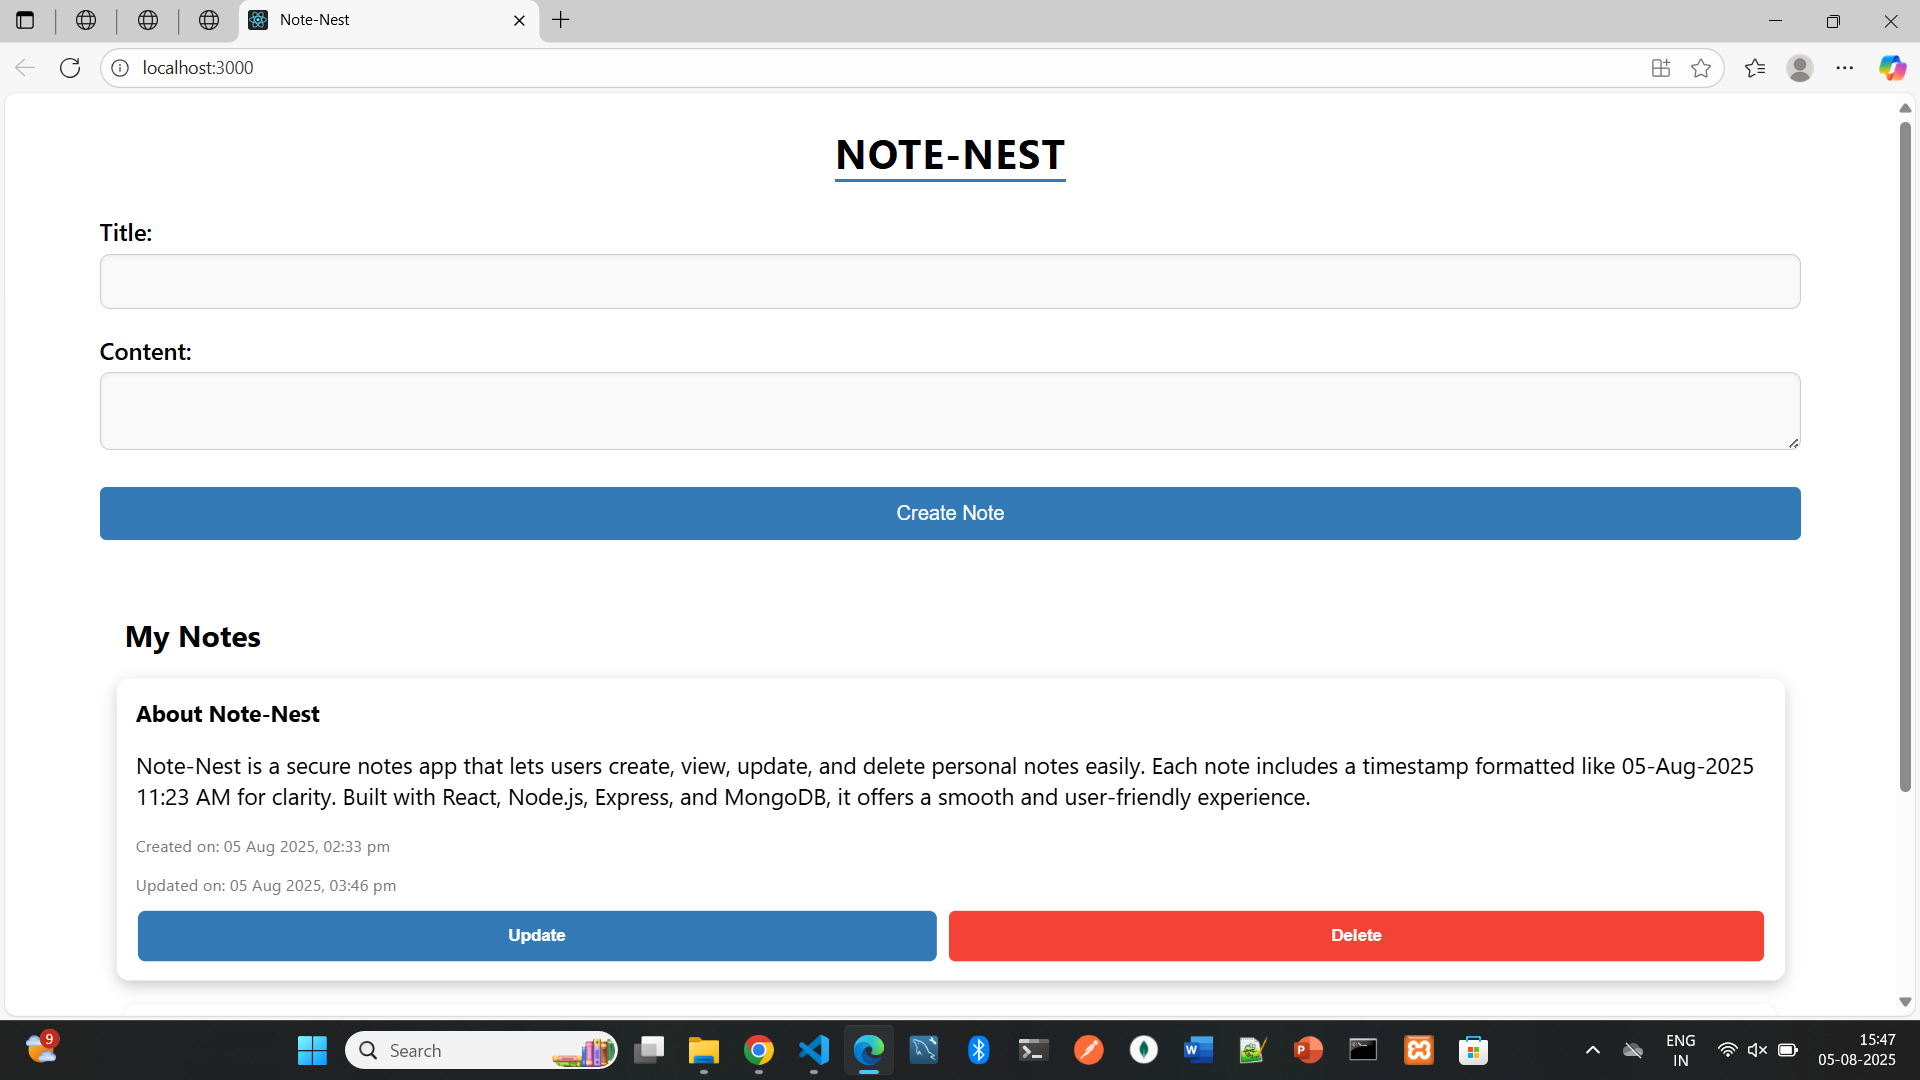 Note-Nest
localhost:3000
NOTE-NEST
Title:
Content:
Create Note
My Notes
About Note-Nest
Note-Nest is a secure notes app that lets users create, view, update, and delete personal notes easily. Each note includes a timestamp formatted like 05-Aug-2025
11:23 AM for clarity. Built with React, Node.js, Express, and MongoDB, it offers a smooth and user-friendly experience.
Created on: 05 Aug 2025, 02:33 pm
Updated on: 05 Aug 2025, 03:46 pm
Update Delete
9
Search
W
P
ENG
IN
15:47
05-08-2025